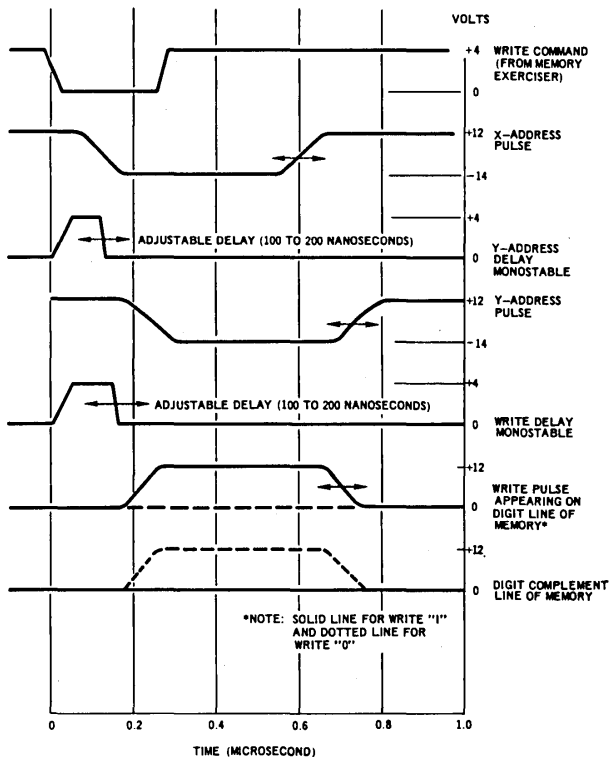 VOLTS
+4 WRITE COMMAND
(FROM MEMORY
EXERCISER)
0
+12 X-ADDRESS
PULSE
-14
+4
ADJUSTABLE DELAY (100 TO 200 NANOSECONDS)
Y-ADDRESS
0 DELAY
MONOSTABLE
+12 Y-ADDRESS
PULSE
-14
+4
ADJUSTABLE DELAY (100 TO 200 NANOSECONDS)
0 WRITE DELAY
MONOSTABLE
+12
WRITE PULSE
APPEARING ON
0 DIGIT LINE OF
MEMORY*
+12
0 DIGIT COMPLEMENT
LINE OF MEMORY
*NOTE: SOLID LINE FOR WRITE "1"
AND DOTTED LINE FOR
WRITE "0"
0 0.2 0.4 0.6 0.8 1.0
TIME (MICROSECOND)